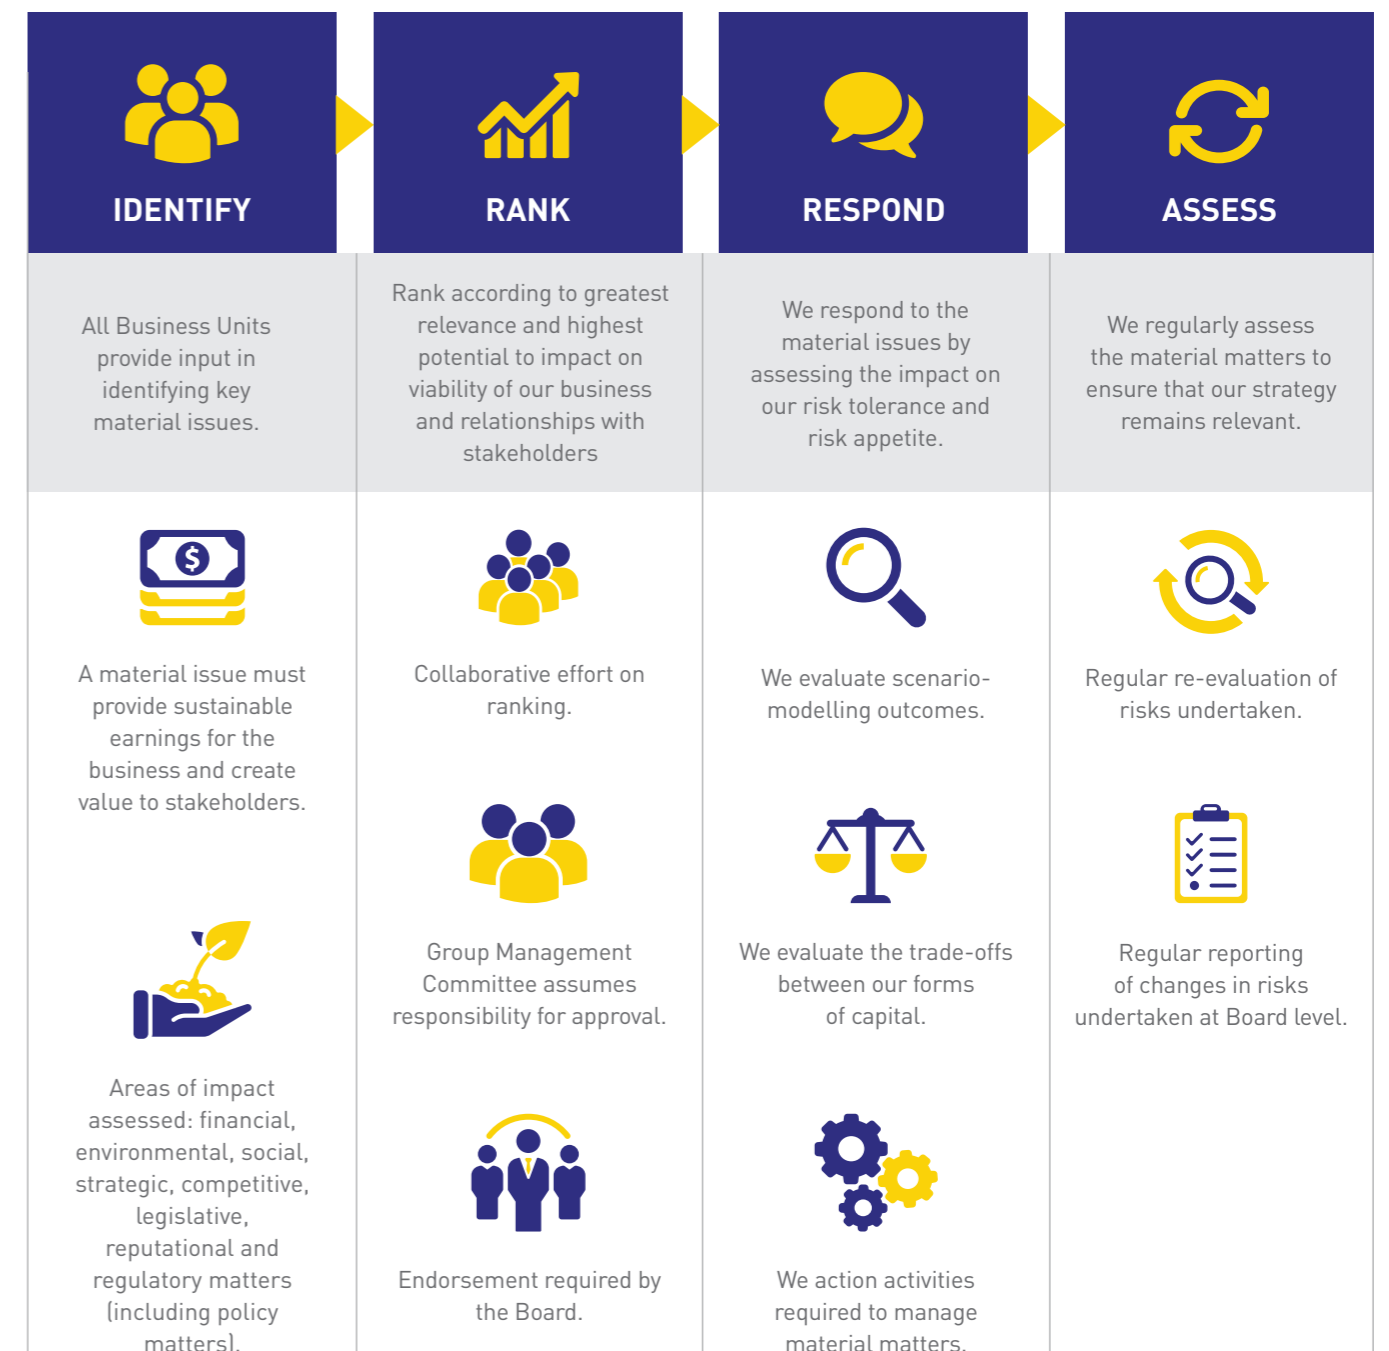 IDENTIFY
All Business Units
provide input in
identifying key
material issues.
$
A material issue must
provide sustainable
earnings for the
business and create
value to stakeholders.
Areas of impact
assessed: financial,
environmental, social,
strategic, competitive,
legislative,
reputational and
regulatory matters
(including policy
matters).
RANK
Rank according to greatest
relevance and highest
potential to impact on
viability of our business
and relationships with
stakeholders
Collaborative effort on
ranking.
Group Management
Committee assumes
responsibility for approval.
Endorsement required by
the Board.
RESPOND
We respond to the
material issues by
assessing the impact on
our risk tolerance and
risk appetite.
We evaluate scenario-
modelling outcomes.
We evaluate the trade-offs
between our forms
of capital.
We action activities
required to manage
material matters.
ASSESS
We regularly assess
the material matters to
ensure that our strategy
remains relevant.
Regular re-evaluation of
risks undertaken.
Regular reporting
of changes in risks
undertaken at Board level.